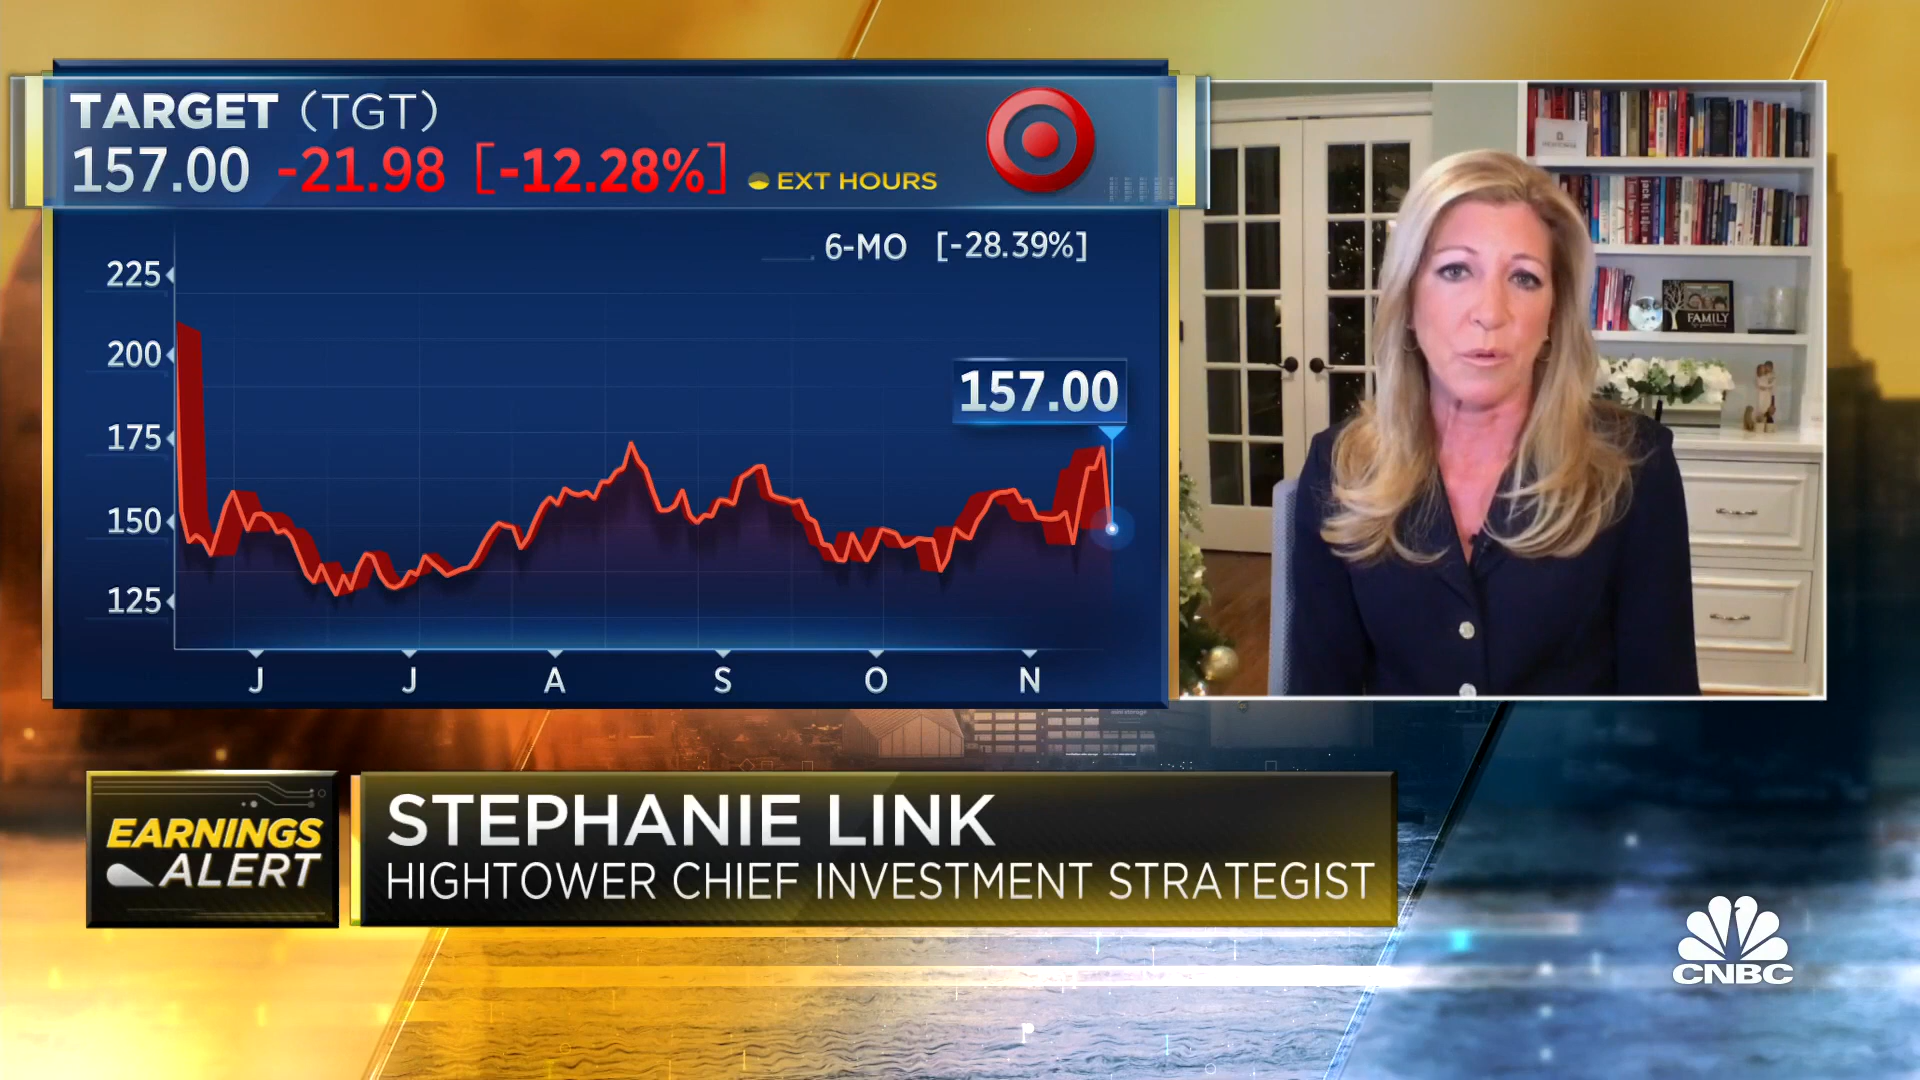 TARGET (TGT)
157.00 -21.98 [-12.28%] EXT HOURS
6-MO [-28.39%]
225
200
175
150
125
157.00
J J A S O N
FAMILY
EARNINGS
ALERT
STEPHANIE LINK
HIGHTOWER CHIEF INVESTMENT STRATEGIST
CNBC